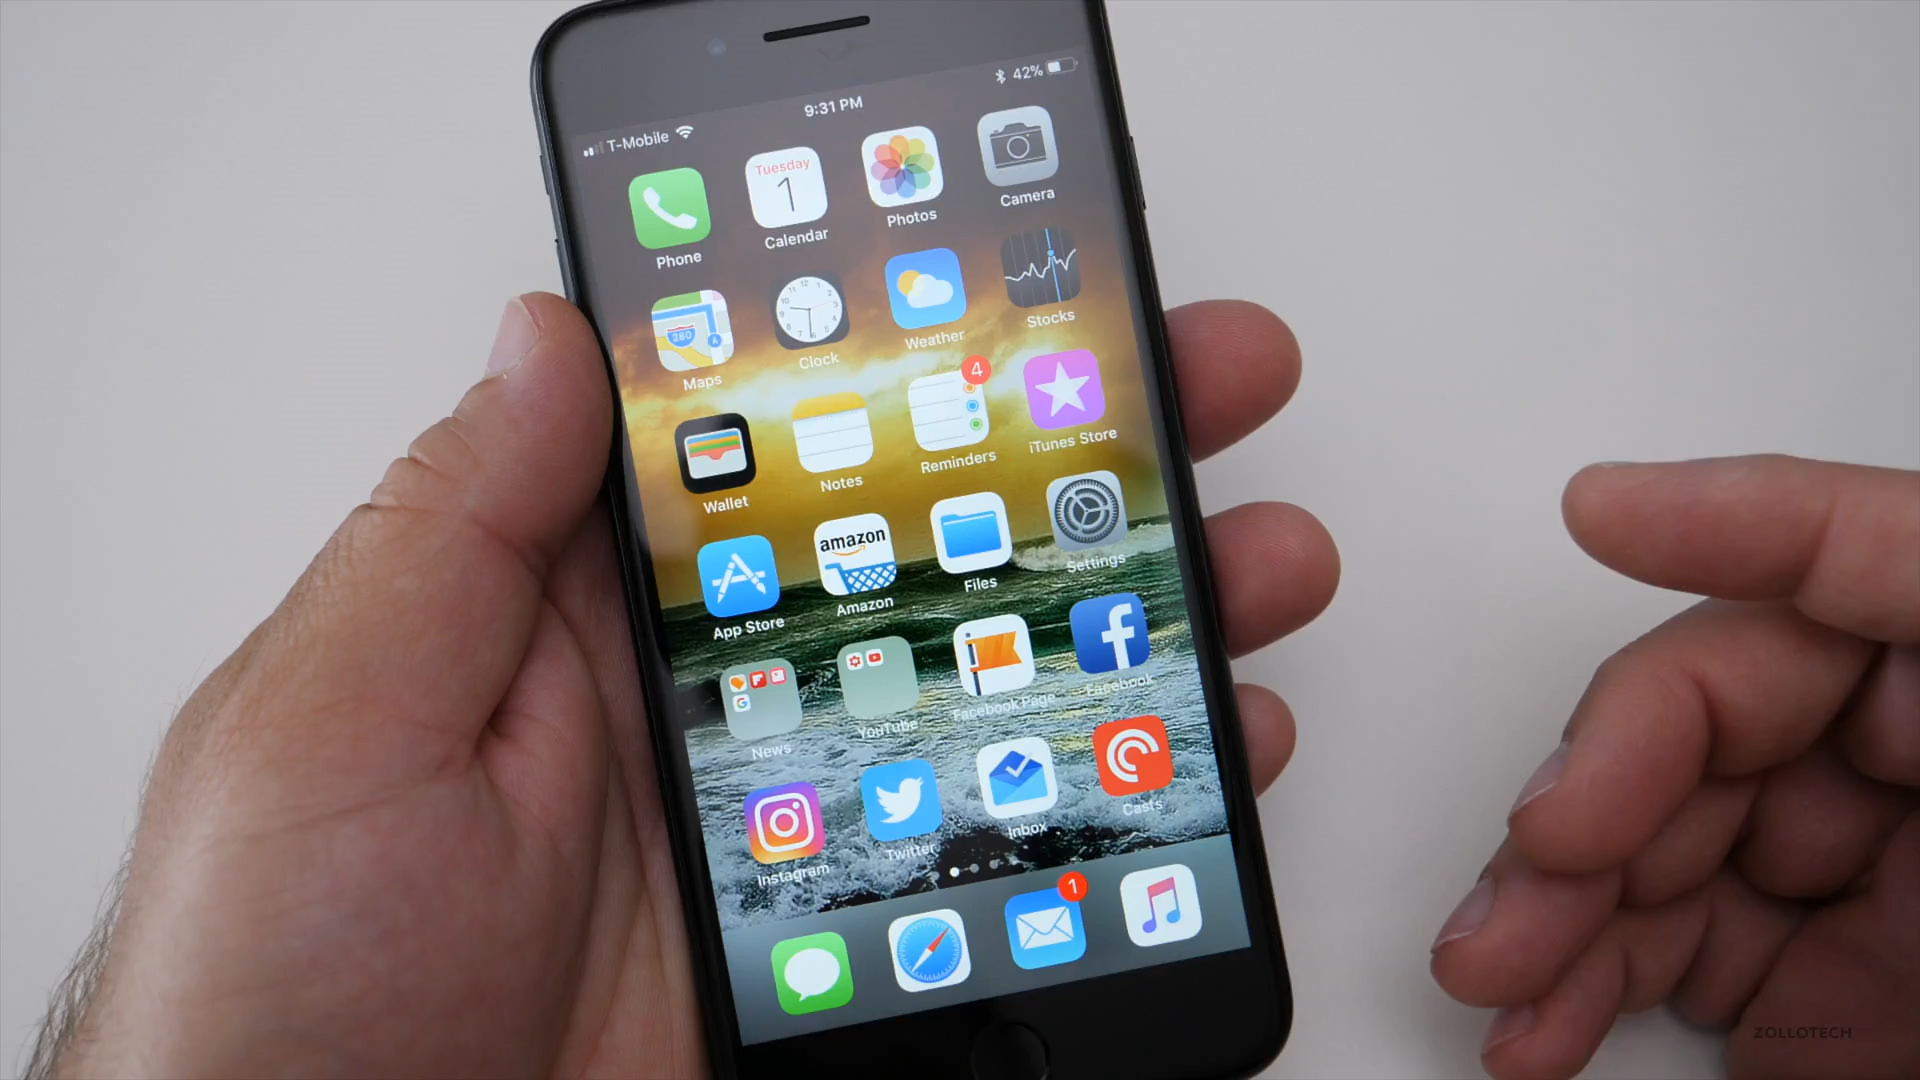 T-Mobile
9:31 PM
42%
Tuesday
1
Phone
Calendar
Photos
Camera
280
Maps
Clock
Weather
Stocks
4
Wallet
Notes
Reminders
iTunes Store
amazon
App Store
Amazon
Files
Settings
News
YouTube
Facebook Page
Facebook
Instagram
Twitter
Inbox
Casts
1
ZOLLOTECH